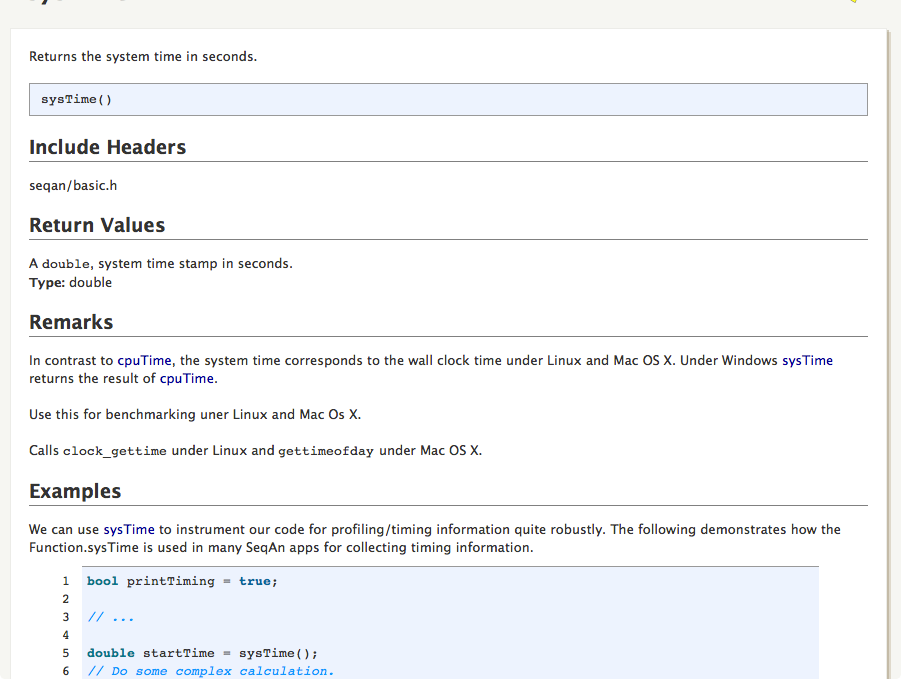 Returns the system time in seconds.
sysTime()
Include Headers
seqan/basic.h
Return Values
A double, system time stamp in seconds.
Type: double
Remarks
In contrast to cpuTime, the system time corresponds to the wall clock time under Linux and Mac OS X. Under Windows sysTime
returns the result of cpuTime.
Use this for benchmarking uner Linux and Mac Os X.
Calls clock_gettime under Linux and gettimeofday under Mac OS X.
Examples
We can use sysTime to instrument our code for profiling/timing information quite robustly. The following demonstrates how the
Function.sysTime is used in many SeqAn apps for collecting timing information.
1 bool printTiming = true;
2
3 // ...
4
5 double startTime = sysTime();
6 // Do some complex calculation.